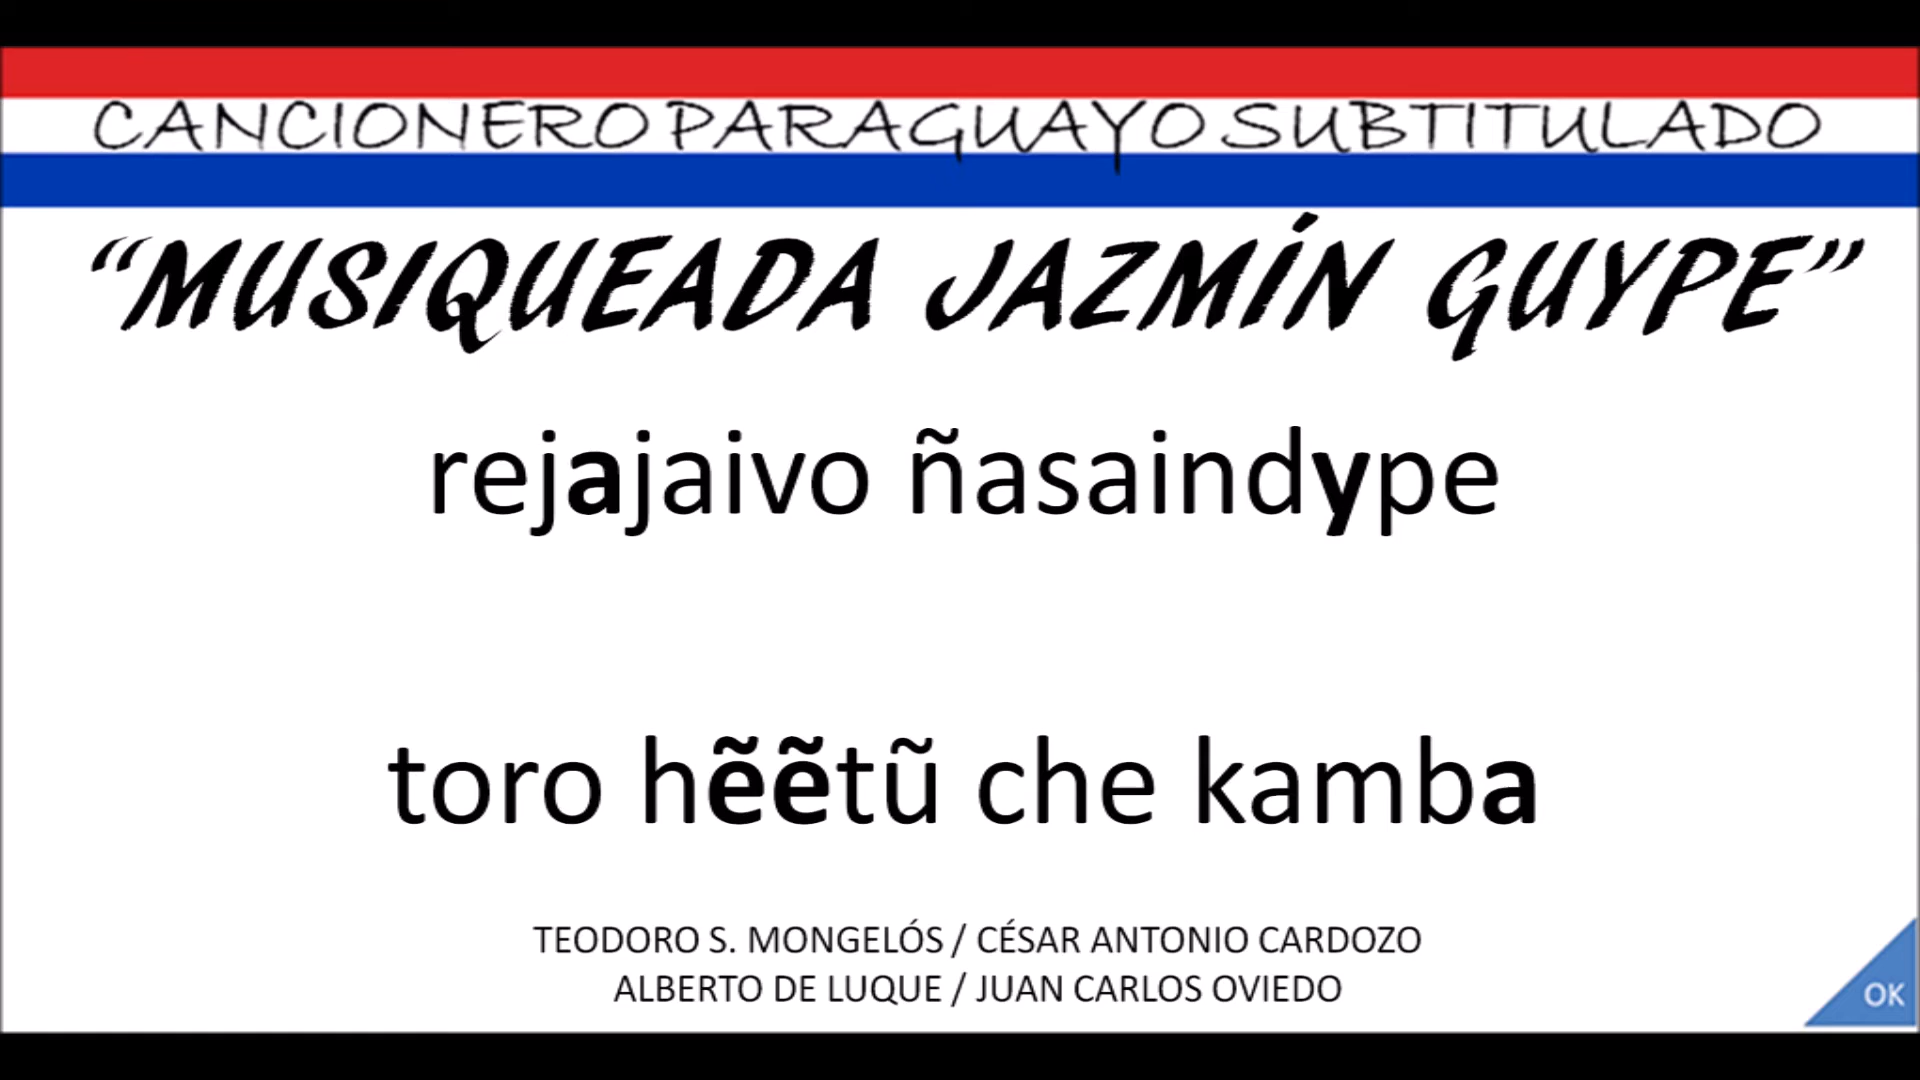 CANCIONERO PARAGUAYO SUBTITULADO
“MUSIQUEADA JAZMÍN GUYPE”
rejajaivo ñasaindype
toro hẽẽtũ che kamba
TEODORO S. MONGELÓS / CÉSAR ANTONIO CARDOZO
ALBERTO DE LUQUE / JUAN CARLOS OVIEDO
OK